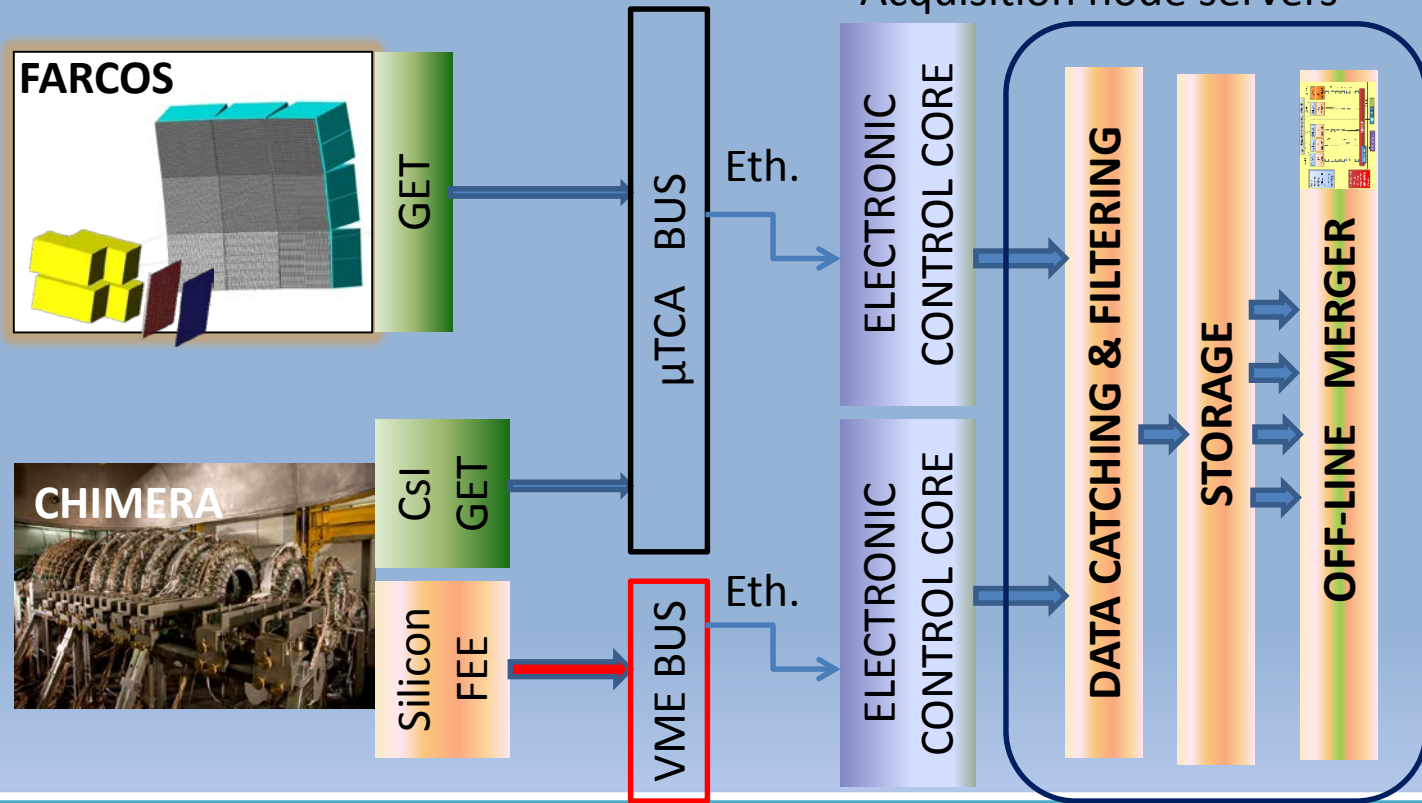 Acquisition node servers
FARCOS
GET
µTCA BUS
Eth.
ELECTRONIC
CONTROL CORE
CHIMERA
CsI
GET
Silicon
FEE
VME BUS
Eth.
ELECTRONIC
CONTROL CORE
DATA CATCHING & FILTERING
STORAGE
OFF-LINE MERGER